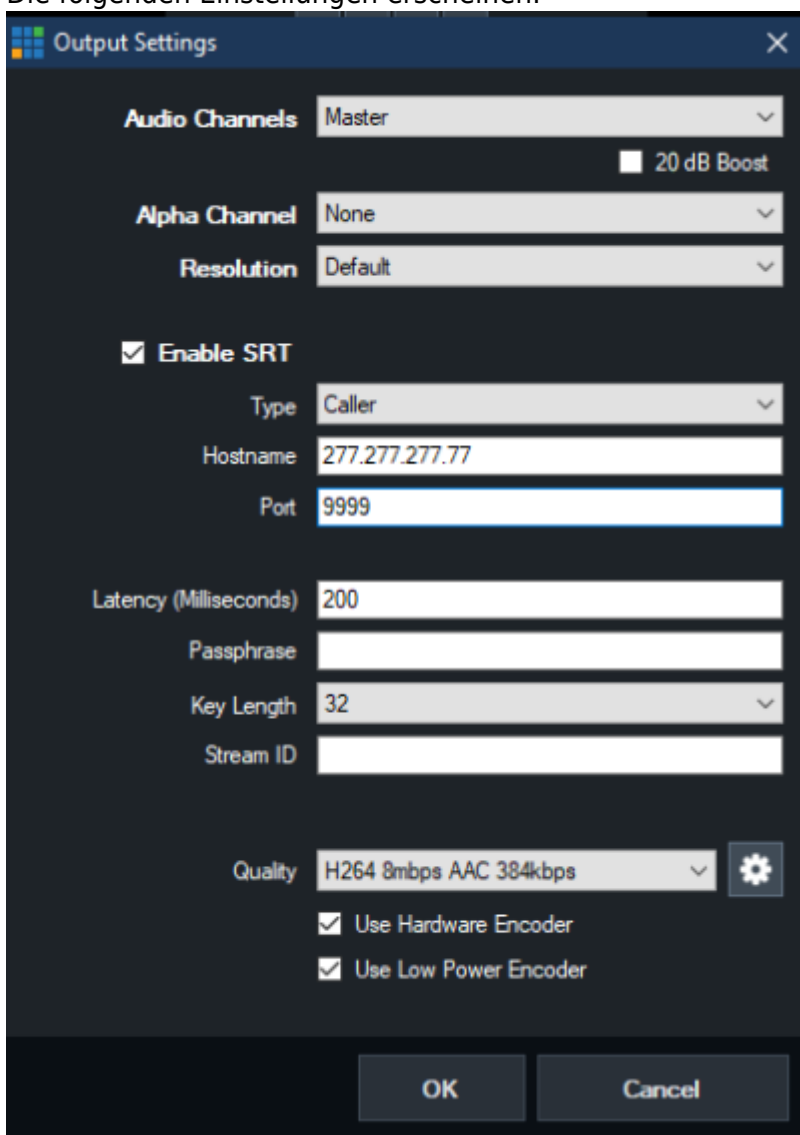 Die folgenden Einstellungen erscheinen:
Output Settings
Audio Channels Master
20 dB Boost
Alpha Channel None
Resolution Default
Enable SRT
Type Caller
Hostname 277.277.277.77
Port 9999
Latency (Milliseconds) 200
Passphrase
Key Length 32
Stream ID
Quality H264 8mbps AAC 384kbps
Use Hardware Encoder
Use Low Power Encoder
OK Cancel